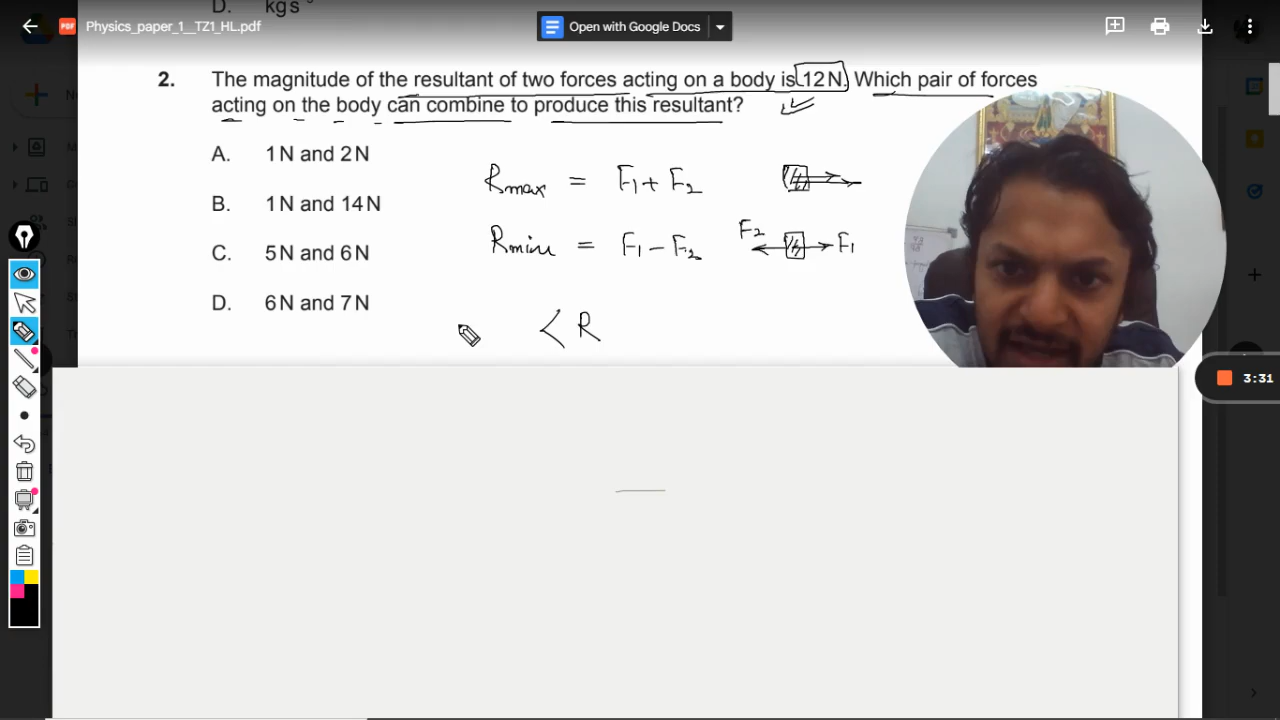 D. kg s
PDF Physics_paper_1__TZ1_HL.pdf
Open with Google Docs
2. The magnitude of the resultant of two forces acting on a body is 12 N. Which pair of forces
acting on the body can combine to produce this resultant?
A. 1 N and 2 N
B. 1 N and 14 N
C. 5 N and 6 N
D. 6 N and 7 N
Rmax = F1 + F2
Rmin = F1 - F2
F2 F1
< R
3:31